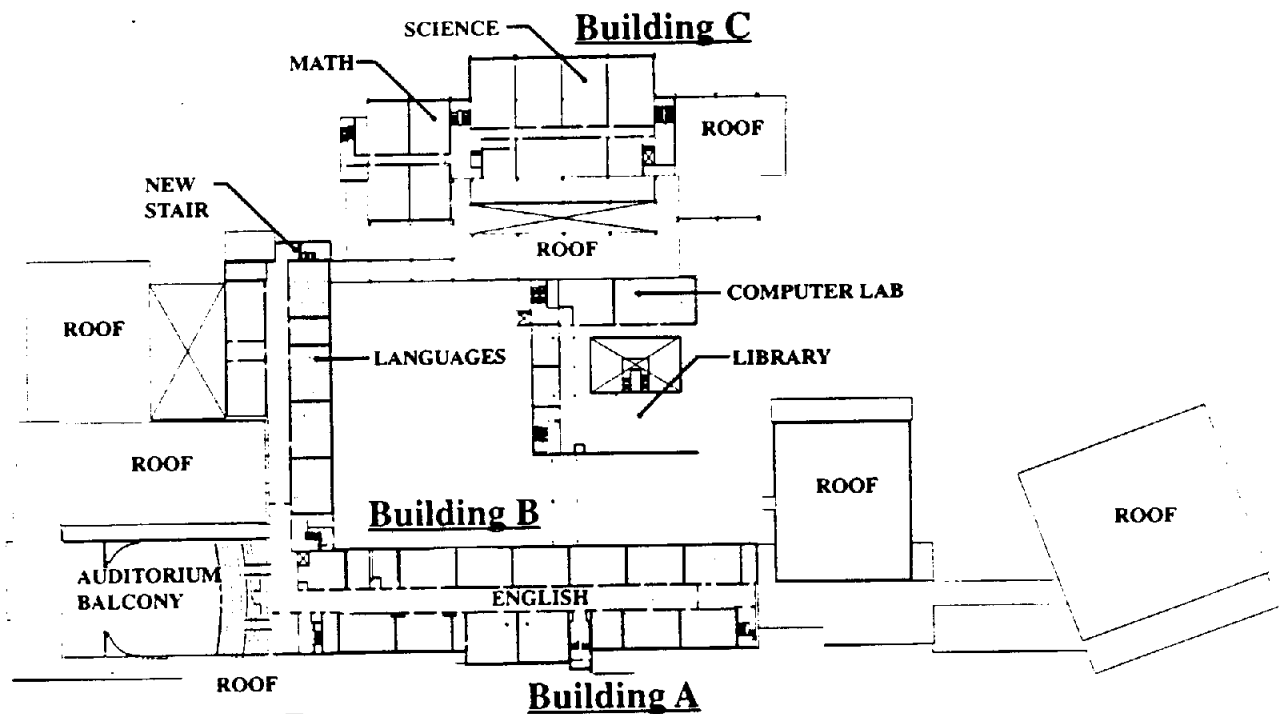 SCIENCE
Building C
MATH
ROOF
NEW
STAIR
ROOF
COMPUTER LAB
ROOF
LANGUAGES
LIBRARY
ROOF
ROOF
ROOF
Building B
AUDITORIUM
BALCONY
ENGLISH
ROOF
Building A